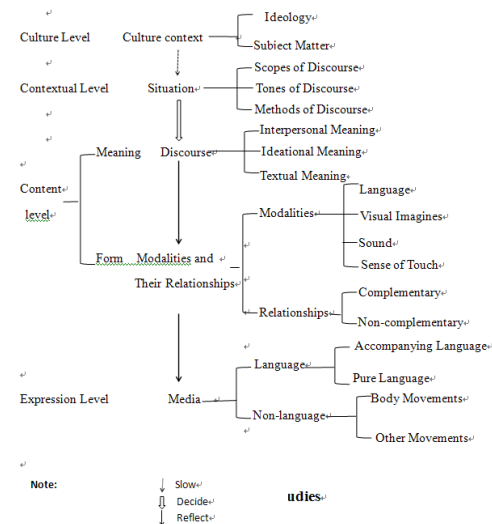 Ideology
Culture Level Culture context
Subject Matter
Scopes of Discourse
Contextual Level Situation Tones of Discourse
Methods of Discourse
Interpersonal Meaning
Meaning Discourse Ideational Meaning
Textual Meaning
Content
level
Language
Modalities Visual Imagines
Sound
Sense of Touch
Form Modalities and
Their Relationships
Complementary
Relationships
Non-complementary
Accompanying Language
Language
Pure Language
Expression Level Media
Body Movements
Non-language
Other Movements
Note: Slow
Decide
Reflect
udies